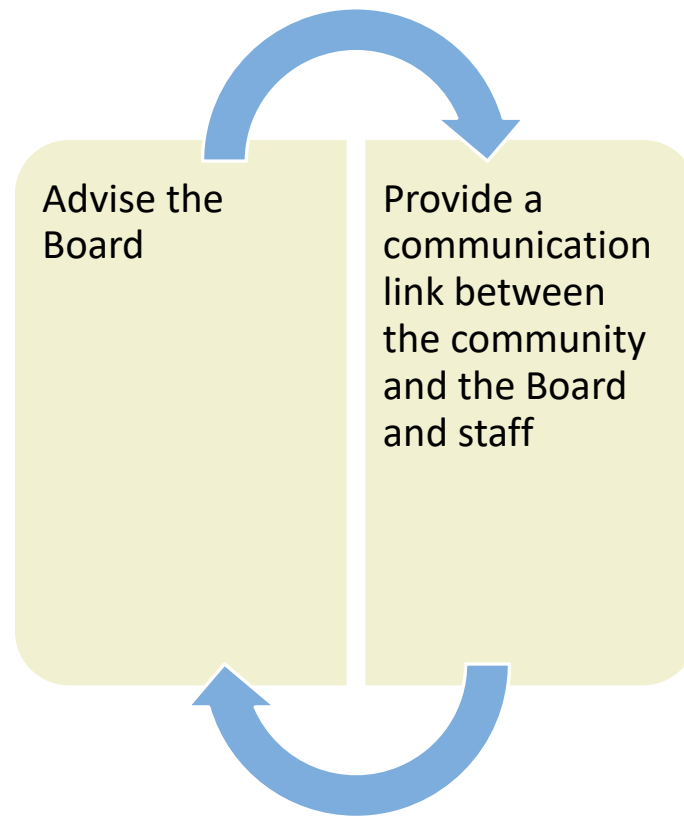 Advise the
Board
Provide a
communication
link between
the community
and the Board
and staff